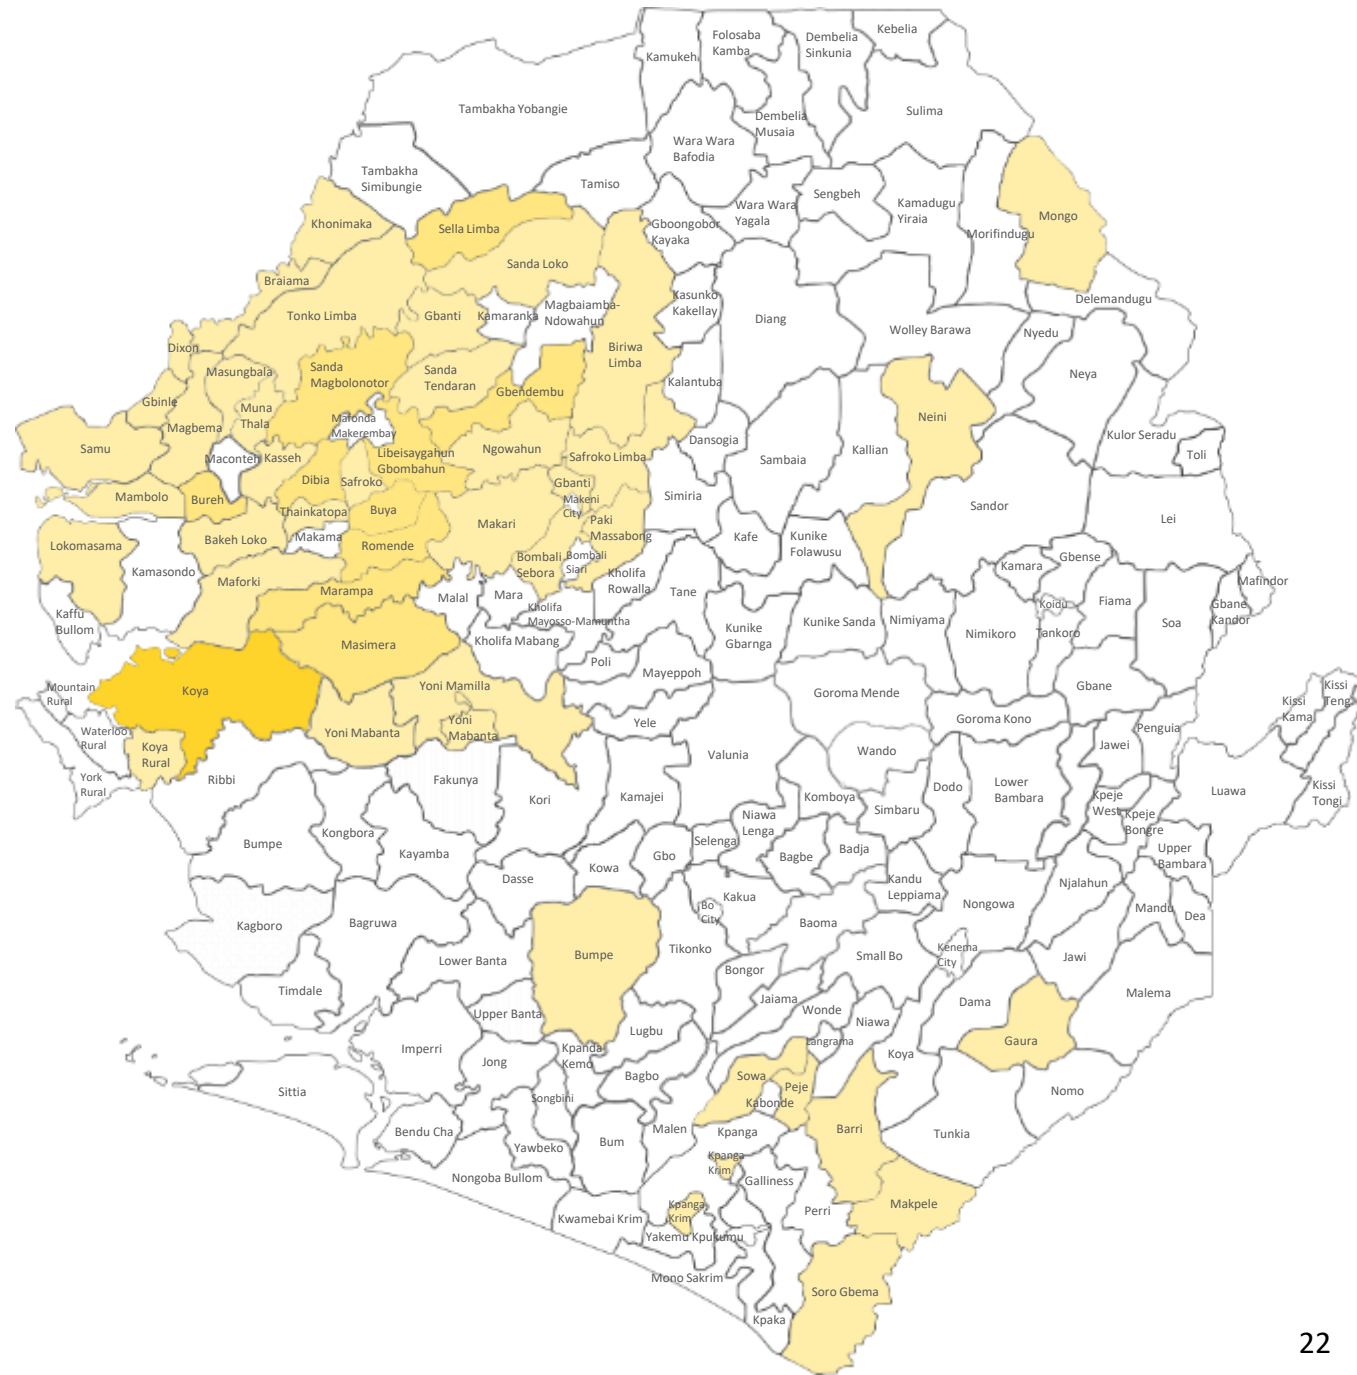 Kebelia
Folosaba
Kamba
Dembelia
Sinkunia
Kamukeh
Tambakha Yobangie
Sulima
Dembelia
Musaia
Wara Wara
Bafodia
Tambakha
Simibungie
Tamiso
Sengbeh
Kamadugu
Yiraia
Wara Wara
Yagala
Mongo
Khonimaka
Sella Limba
Gboongobor
Kayaka
Morifindugu
Sanda Loko
Braiama
Kasunko
Kakellay
Delemandugu
Magbaiamba-
Ndowahun
Tonko Limba
Gbanti
Kamaranka
Diang
Wolley Barawa
Nyedu
Dixon
Biriwa
Limba
Masungbala
Sanda
Magbolonotor
Sanda
Tendaran
Neya
Kalantuba
Gbendembu
Gbinle
Muna
Thala
Neini
Magbema
Mafonda
Makerembay
Kulor Seradu
Dansogia
Samu
Maconteh
Kasseh
Libeisaygahun
Gbombahun
Ngowahun
Safroko Limba
Sambaia
Kallian
Toli
Dibia
Safroko
Gbanti
Mambolo
Bureh
Makeni
City
Simiria
Thainkatopa
Buya
Sandor
Makari
Paki
Massabong
Lei
Lokomasama
Bakeh Loko
Makama
Romende
Kafe
Kunike
Folawusu
Kamasondo
Bombali
Sebora
Bombali
Siari
Gbense
Kamara
Maforki
Kholifa
Rowalla
Mafindor
Marampa
Malal
Mara
Tane
Fiama
Gbane
Kandor
Kaffu
Bullom
Kholifa
Mayosso-Mamuntha
Koidu
Kunike
Gbarnga
Kunike Sanda
Nimiyama
Nimikoro
Tankoro
Soa
Masimera
Kholifa Mabang
Poli
Mayeppoh
Mountain
Rural
Koya
Yoni Mamilla
Goroma Mende
Gbane
Kissi
Teng
Kissi
Kama
Yele
Goroma Kono
Yoni
Mabanta
Yoni Mabanta
Waterloo
Rural
Penguia
Koya
Rural
Jawei
Wando
Valunia
York
Rural
Ribbi
Fakunya
Kori
Kamajei
Komboya
Dodo
Lower
Bambara
Luawa
Kissi
Tongi
Simbaru
Kpeje
West
Kpeje
Bongre
Niawa
Lenga
Kongbora
Bumpe
Kayamba
Selenga
Gbo
Bagbe
Badja
Upper
Bambara
Kowa
Dasse
Kandu
Leppiama
Njalahun
Kakua
Bo
City
Nongowa
Mandu
Dea
Kagboro
Bagruwa
Baoma
Tikonko
Kenema
City
Bumpe
Small Bo
Jawi
Lower Banta
Bongor
Timdale
Jaiama
Malema
Dama
Upper Banta
Wonde
Niawa
Lugbu
Gaura
Langrama
Imperri
Kpanda
Kemo
Koya
Jong
Bagbo
Sowa
Peje
Sittia
Songbini
Kabonde
Nomo
Bendu Cha
Malen
Kpanga
Barri
Tunkia
Yawbeko
Bum
Kpanga
Krim
Nongoba Bullom
Galliness
Kpanga
Krim
Perri
Makpele
Kwamebai Krim
Yakemu Kpukumu
Mono Sakrim
Soro Gbema
Kpaka
22